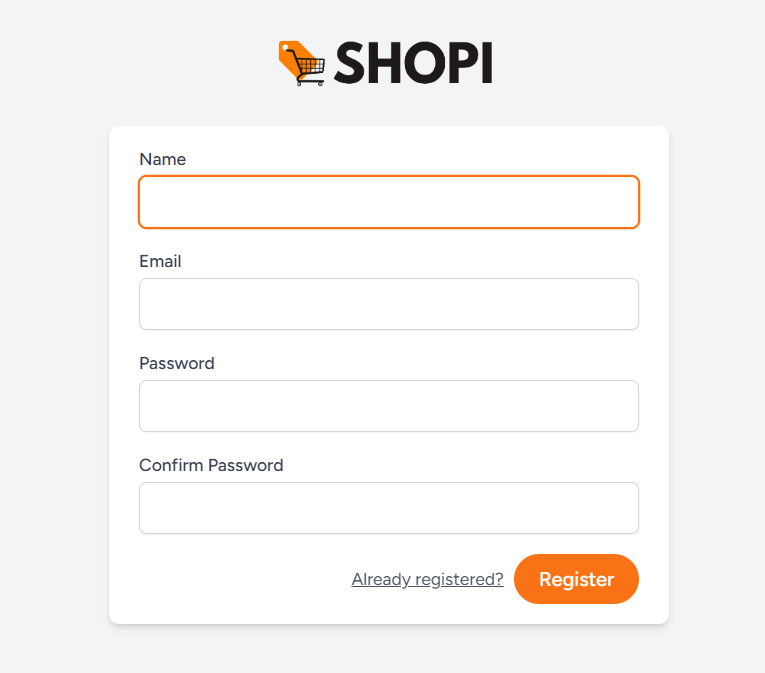 SHOPI
Name
Email
Password
Confirm Password
Already registered? Register